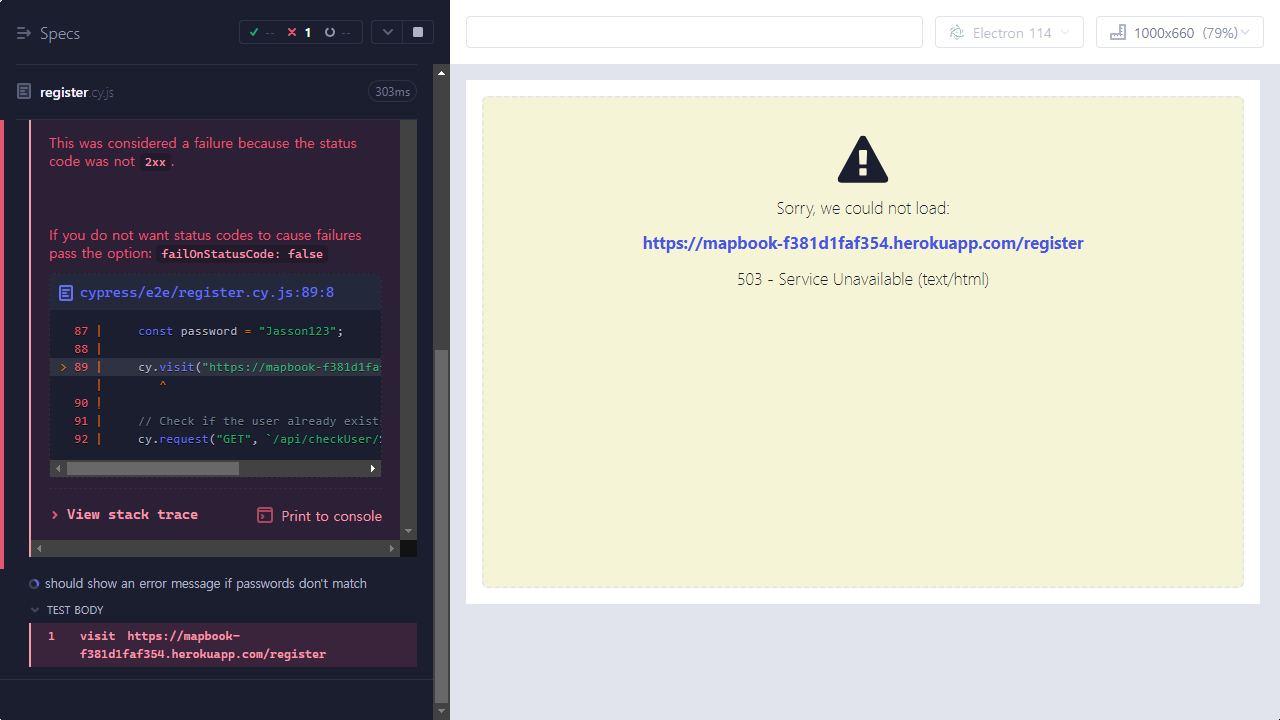 Specs
--
1
--
Electron 114
1000x660 (79%)
register.cy.js
303ms
This was considered a failure because the status
code was not 2xx.
If you do not want status codes to cause failures
pass the option: failOnStatusCode: false
cypress/e2e/register.cy.js:89:8
87 | const password = "Jasson123";
88 |
> 89 | cy.visit("https://mapbook-f381d1fa
| ^
90 |
91 | // Check if the user already exist
92 | cy.request("GET", `/api/checkUser/
View stack trace
Print to console
should show an error message if passwords don't match
TEST BODY
1 visit https://mapbook-
f381d1faf354.herokuapp.com/register
Sorry, we could not load:
https://mapbook-f381d1faf354.herokuapp.com/register
503 - Service Unavailable (text/html)